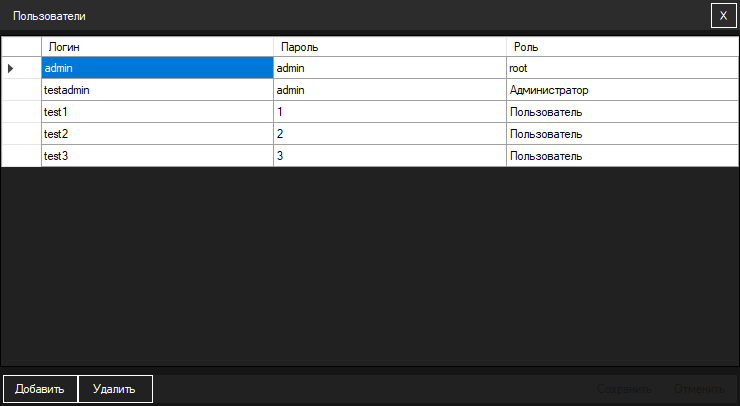 Пользователи X
Логин Пароль Роль
admin admin root
testadmin admin Администратор
test1 1 Пользователь
test2 2 Пользователь
test3 3 Пользователь
Добавить Удалить Сохранить Отменить